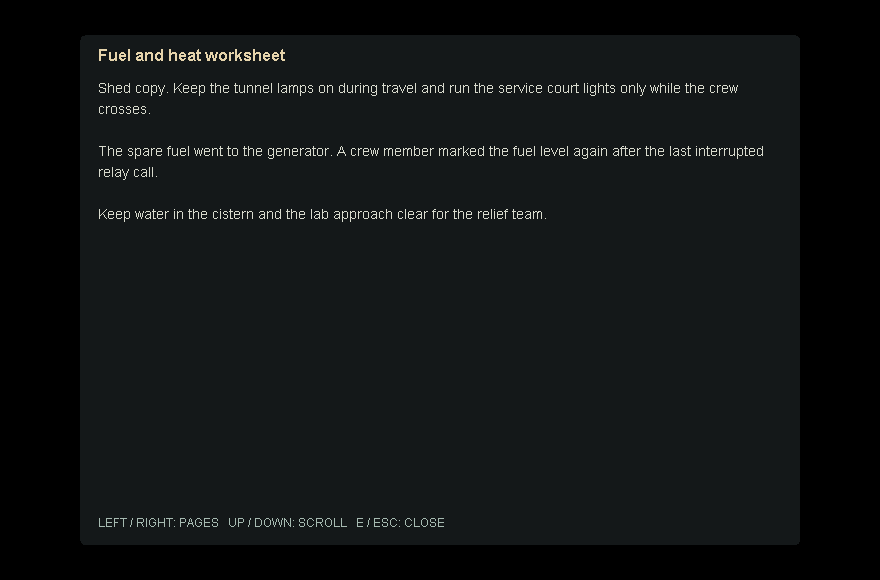 Fuel and heat worksheet
Shed copy. Keep the tunnel lamps on during travel and run the service court lights only while the crew
crosses.
The spare fuel went to the generator. A crew member marked the fuel level again after the last interrupted
relay call.
Keep water in the cistern and the lab approach clear for the relief team.
LEFT / RIGHT: PAGES   UP / DOWN: SCROLL   E / ESC: CLOSE